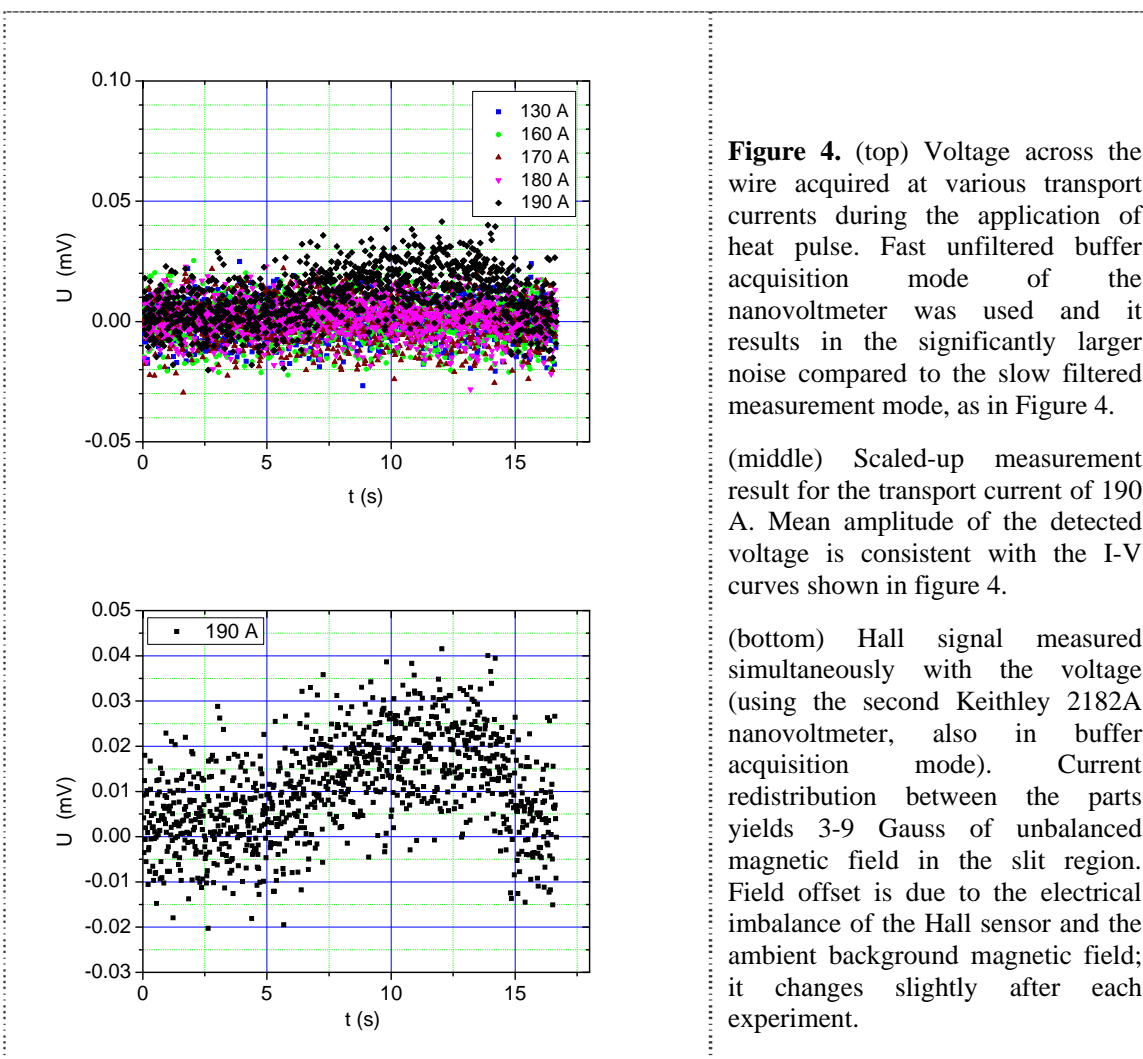 0.10
0.05
0.00
-0.05
U (mV)
0
5
10
15
t (s)
130 A
160 A
170 A
180 A
190 A
0.05
0.04
0.03
0.02
0.01
0.00
-0.01
-0.02
-0.03
U (mV)
0
5
10
15
t (s)
190 A
Figure 4. (top) Voltage across the
wire acquired at various transport
currents during the application of
heat pulse. Fast unfiltered buffer
acquisition mode of the
nanovoltmeter was used and it
results in the significantly larger
noise compared to the slow filtered
measurement mode, as in Figure 4.
(middle) Scaled-up measurement
result for the transport current of 190
A. Mean amplitude of the detected
voltage is consistent with the I-V
curves shown in figure 4.
(bottom) Hall signal measured
simultaneously with the voltage
(using the second Keithley 2182A
nanovoltmeter, also in buffer
acquisition mode). Current
redistribution between the parts
yields 3-9 Gauss of unbalanced
magnetic field in the slit region.
Field offset is due to the electrical
imbalance of the Hall sensor and the
ambient background magnetic field;
it changes slightly after each
experiment.